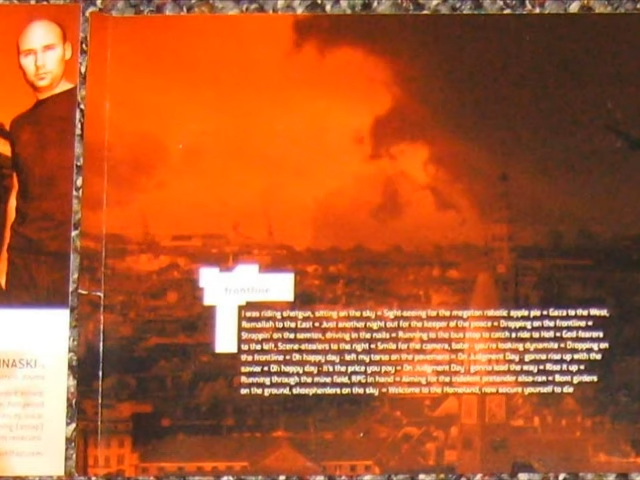 frontline
I was riding shotgun, sitting on the sky = Sight-seeing for the megaton robotic apple pie = Gaza to the West,
Ramallah to the East = Just another night out for the keeper of the peace = Dropping on the frontline =
Strappin' on the semtex, driving in the nails = Running to the bus stop to catch a ride to Hell = God-fearers
to the left, Scene-stealers to the right = Smile for the camera, baby - you're looking dynamite = Dropping on
the frontline = Oh happy day - left my torso on the pavement = On Judgment Day - gonna rise up with the
savior = Oh happy day - it's the price you pay = On Judgment Day - gonna lead the way = Rise it up =
Running through the mine field, RPG in hand = Aiming for the also-ran = Bent girders
on the ground, shoepherders on the sky = Welcome to the Homeland, now secure yourself to die
INASKI